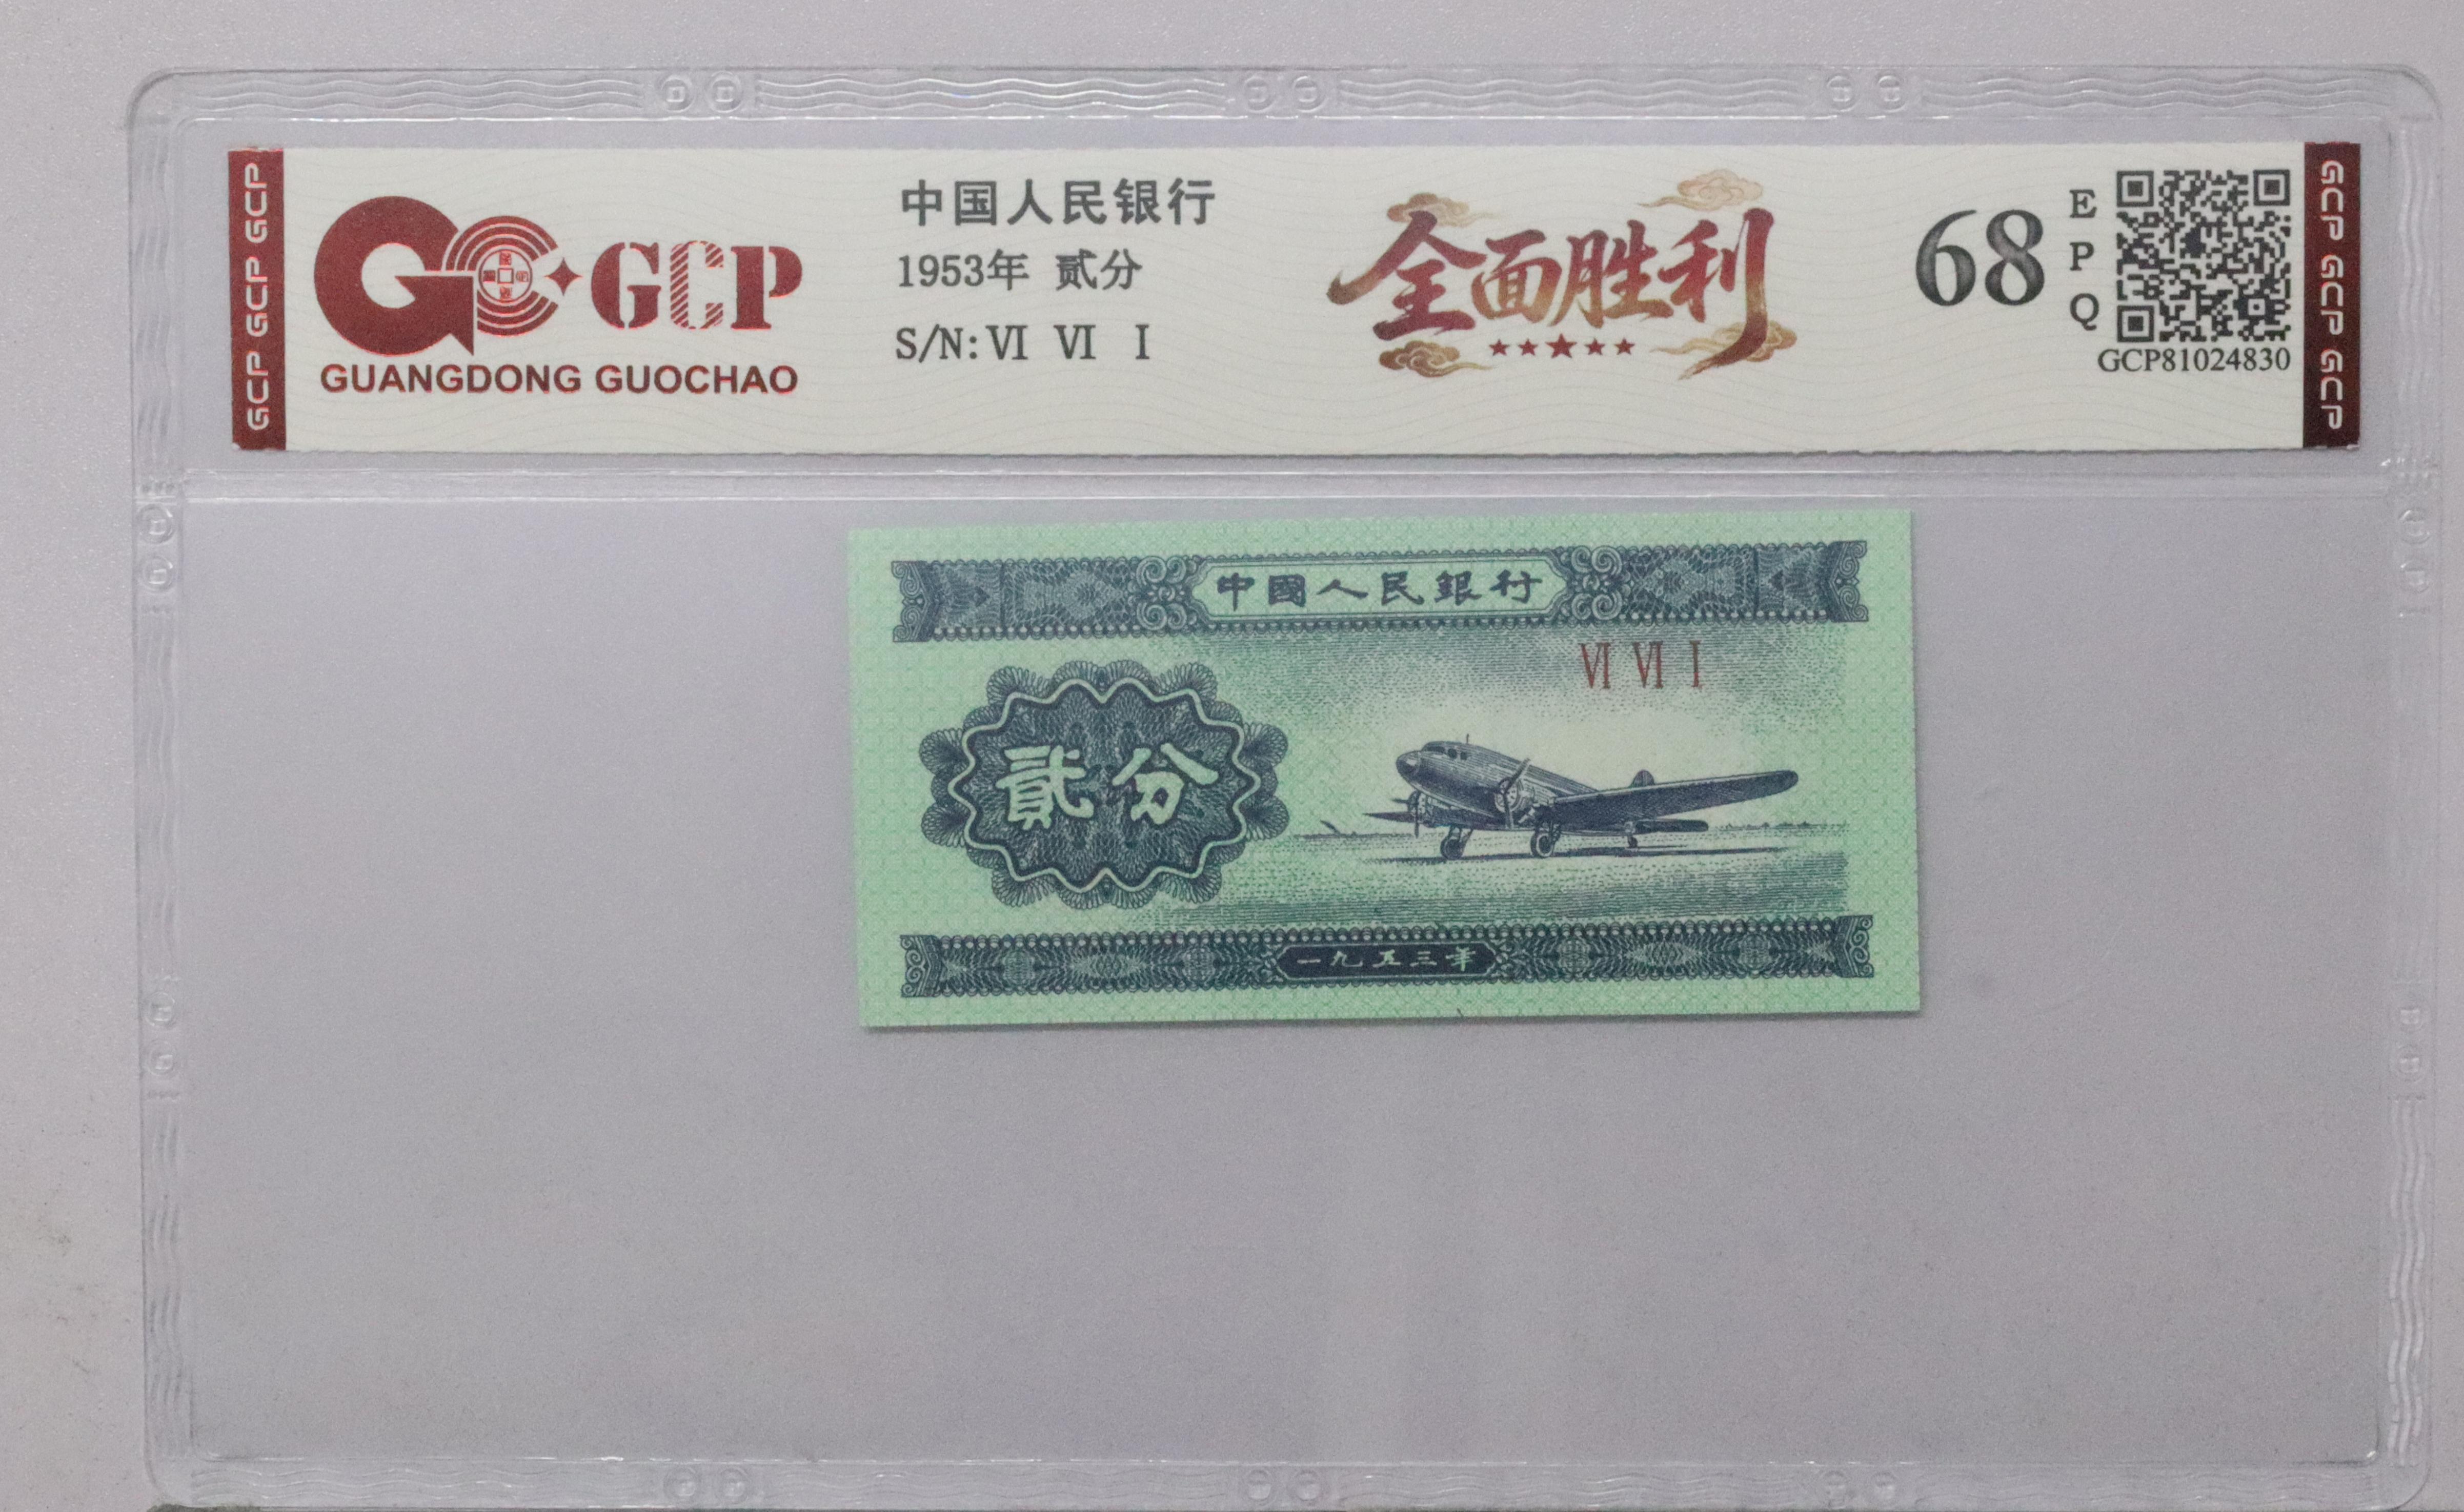 GCP GCP GCP
GCP
GUANGDONG GUOCHAO
中国人民银行
1953年 贰分
S/N: VI VI I
全面胜利
68
E
P
Q
GCP81024830
GCP GCP GCP
中國人民銀行
VI VI I
貳分
一九五三年